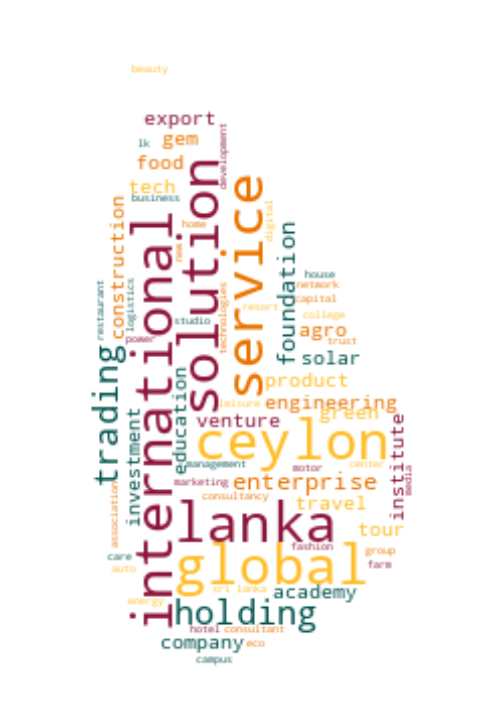 beauty
export
lk
gem
food
development
tech
business
solution
service
construction
international
home
new
digital
foundation
house
network
capital
restaurant
logistics
technologies
resort
college
studio
agro
power
trust
trading
solar
education
product
leisure
engineering
green
investment
venture
ceylon
institute
management
motor
center
media
marketing
enterprise
association
consultancy
travel
lanka
tour
fashion
group
care
global
farm
auto
sri lanka
academy
energy
holding
hotel
consultant
company
eco
campus